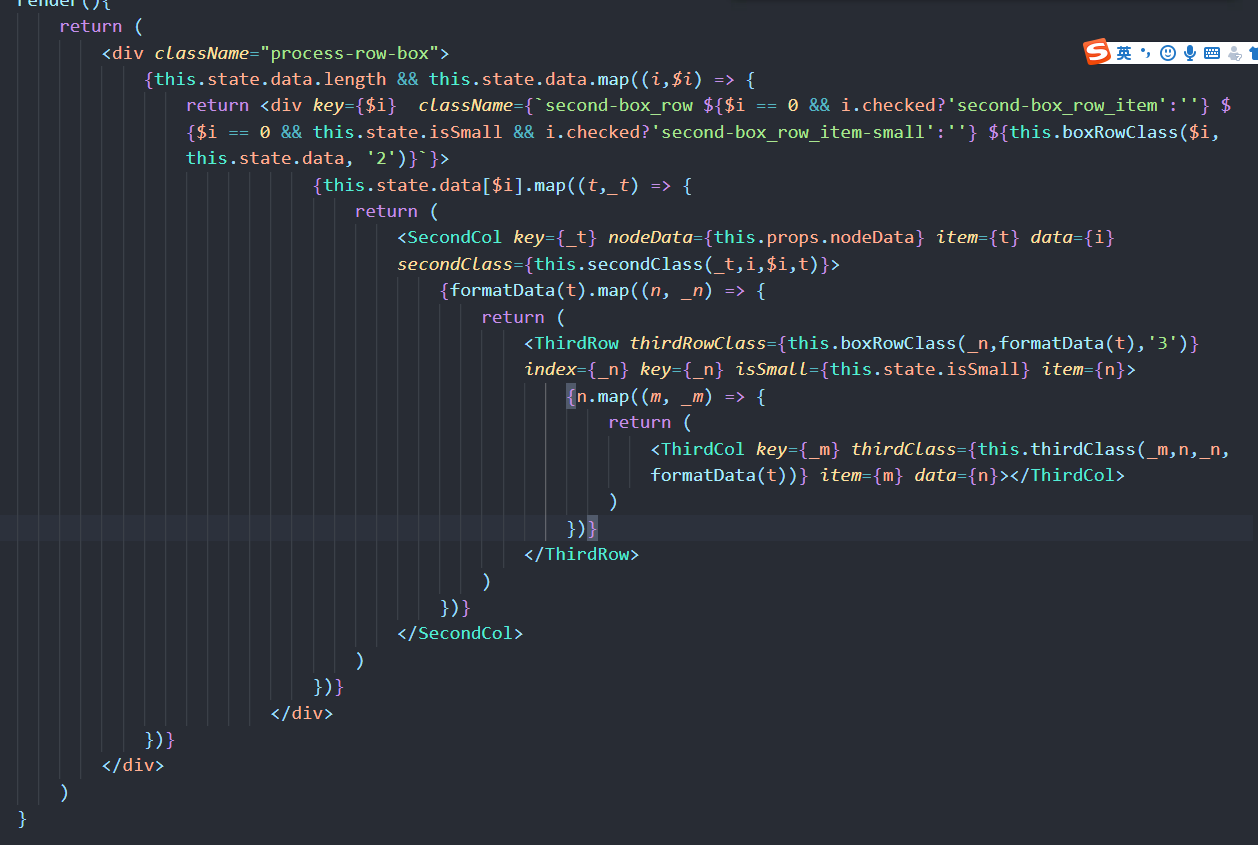 render(){
return (
<div className="process-row-box">
{this.state.data.length && this.state.data.map((i,$i) => {
return <div key={$i}  className={`second-box_row ${$i == 0 && i.checked?'second-box_row_item':''} $
{$i == 0 && this.state.isSmall && i.checked?'second-box_row_item-small':''} ${this.boxRowClass($i,
this.state.data, '2')}`}>
{this.state.data[$i].map((t,_t) => {
return (
<SecondCol key={_t} nodeData={this.props.nodeData} item={t} data={i}
secondClass={this.secondClass(_t,i,$i,t)}>
{formatData(t).map((n, _n) => {
return (
<ThirdRow thirdRowClass={this.boxRowClass(_n,formatData(t),'3')}
index={_n} key={_n} isSmall={this.state.isSmall} item={n}>
{n.map((m, _m) => {
return (
<ThirdCol key={_m} thirdClass={this.thirdClass(_m,n,_n,
formatData(t))} item={m} data={n}></ThirdCol>
)
})}
</ThirdRow>
)
})}
</SecondCol>
)
})}
</div>
})}
</div>
)
}
S 英